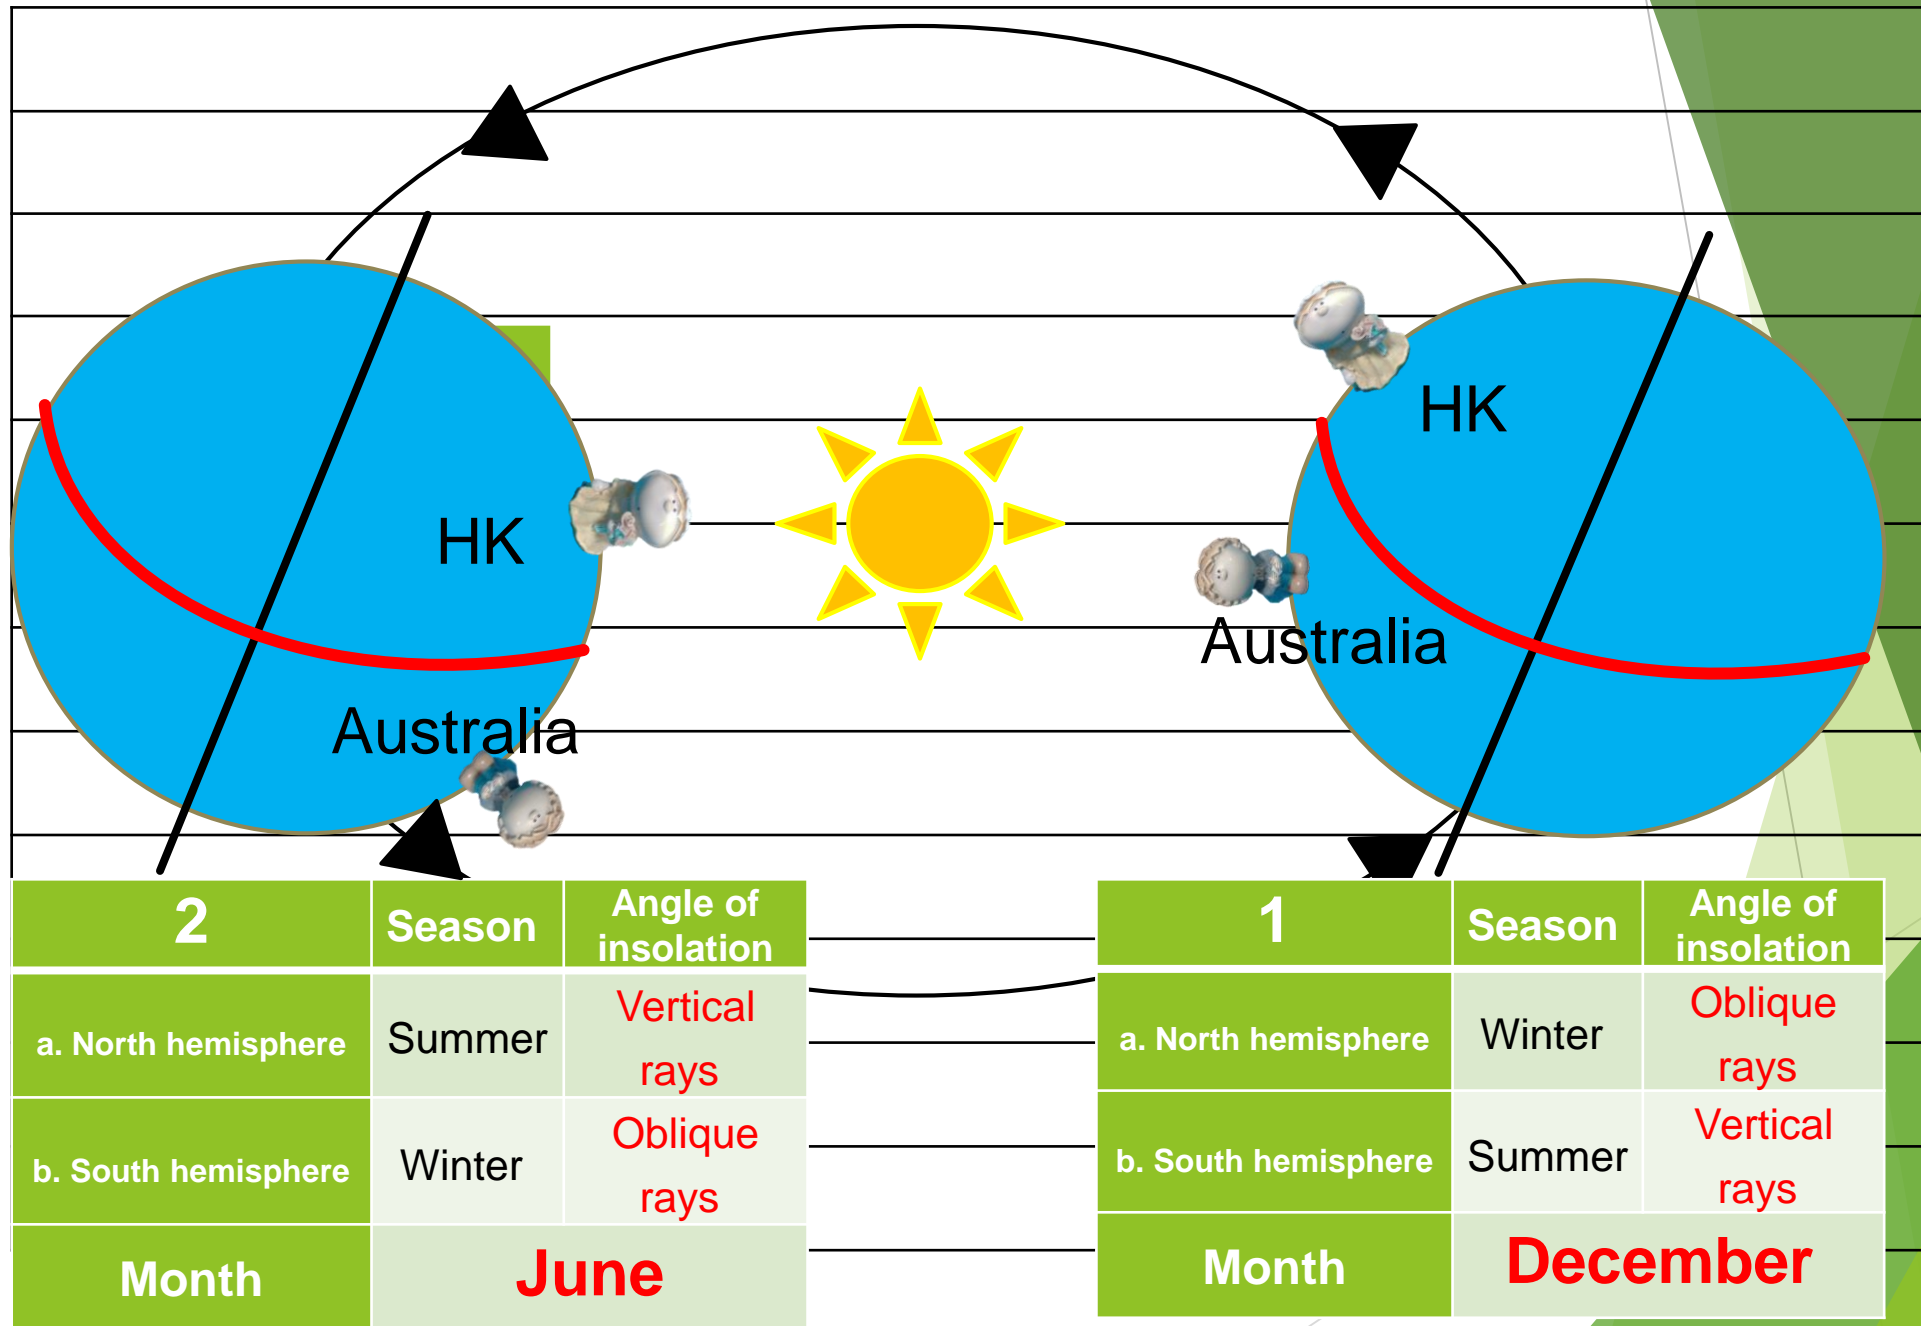 HK
HK
Australia
Australia
2 Season Angle of
insolation
a. North hemisphere Summer Vertical
rays
b. South hemisphere Winter Oblique
rays
Month June
1 Season Angle of
insolation
a. North hemisphere Winter Oblique
rays
b. South hemisphere Summer Vertical
rays
Month December